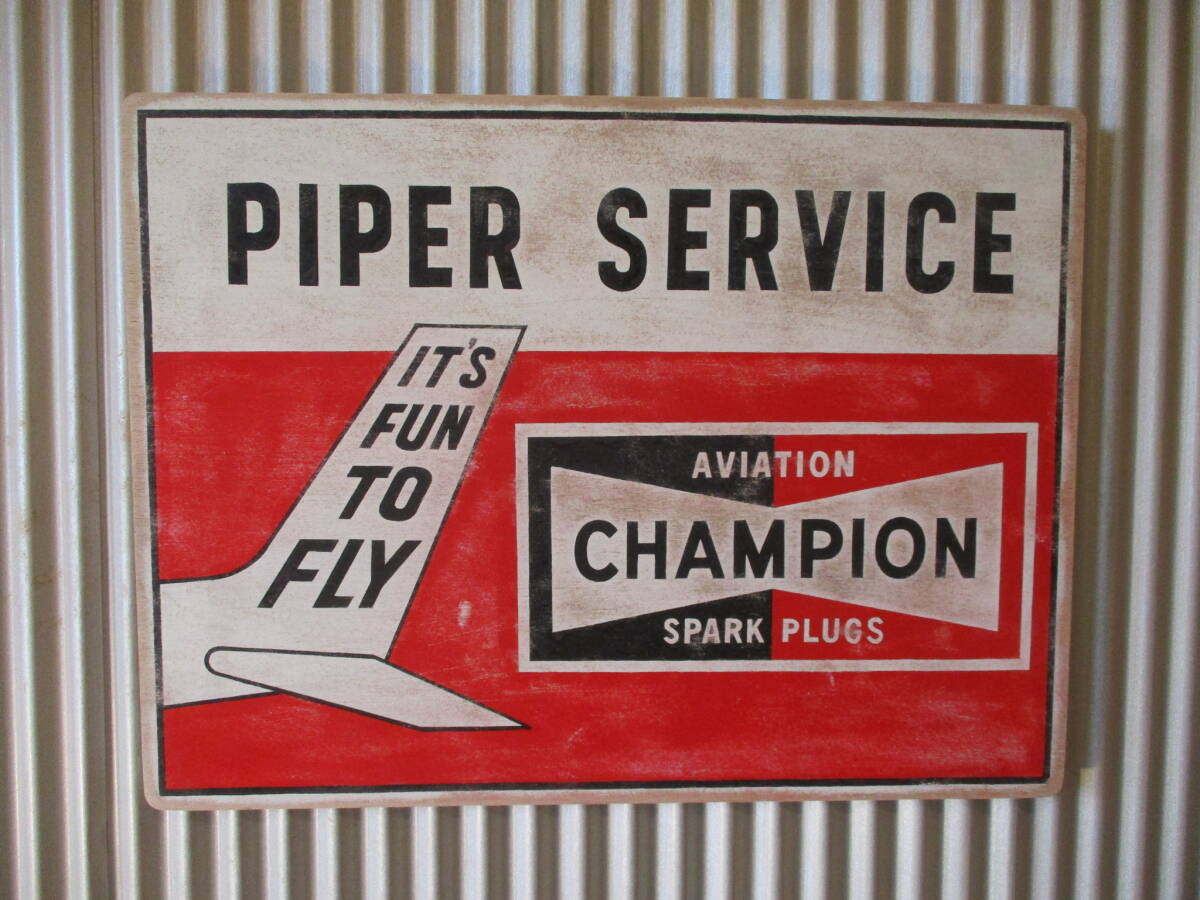 PIPER SERVICE
IT'S
FUN
TO
FLY
AVIATION
CHAMPION
SPARK PLUGS